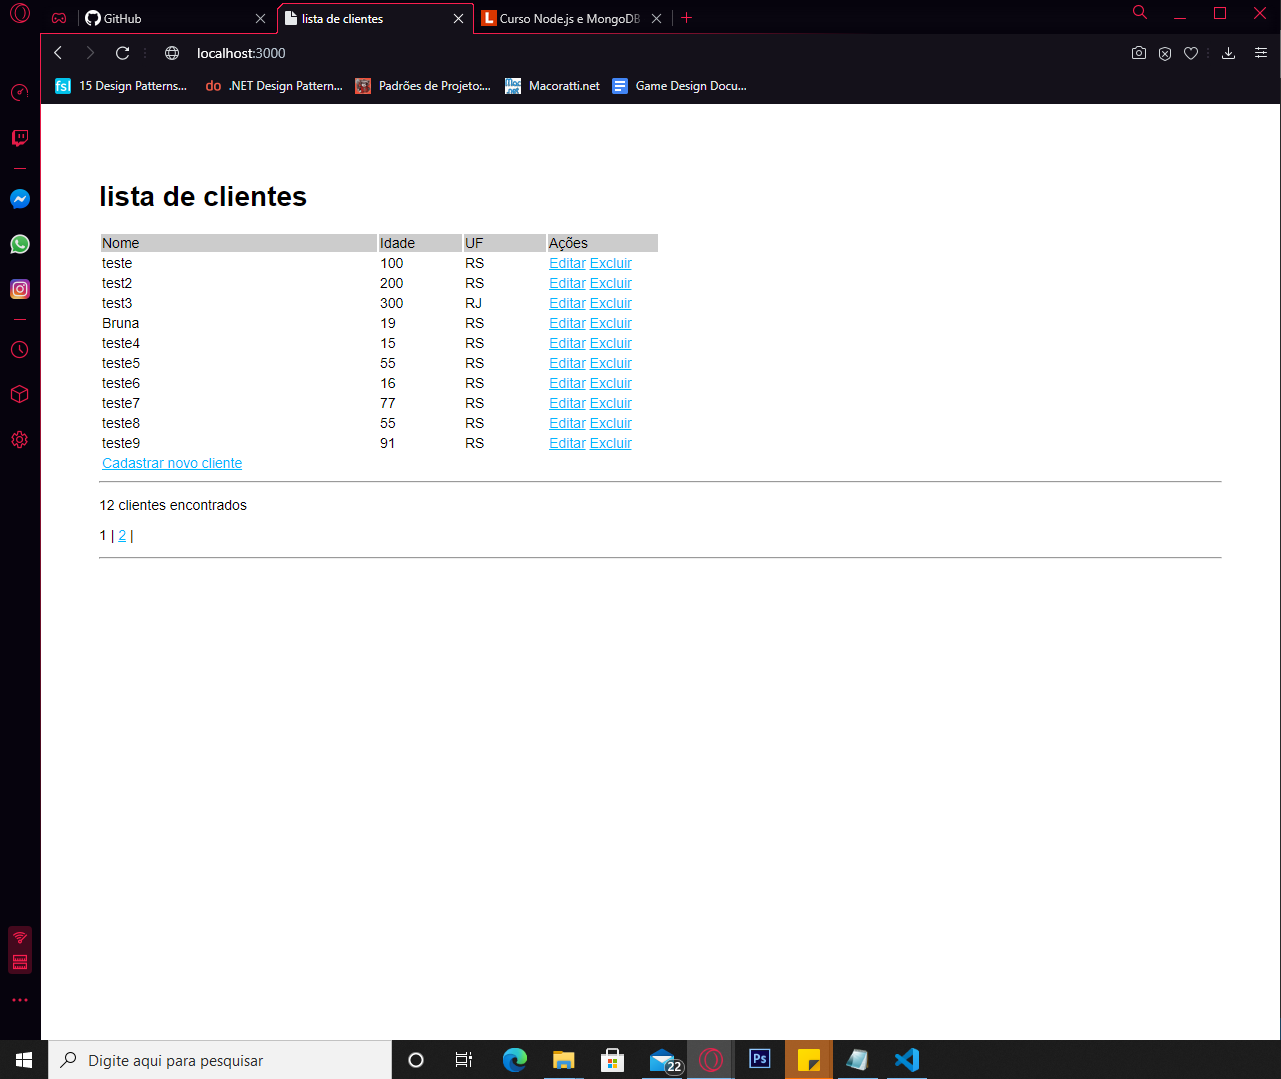 GitHub
lista de clientes
L Curso Node.js e MongoDB
localhost:3000
fsl 15 Design Patterns...
do .NET Design Pattern...
Padrões de Projeto:...
Macoratti.net
Game Design Docu...
lista de clientes
Nome Idade UF Ações
teste 100 RS Editar Excluir
test2 200 RS Editar Excluir
test3 300 RJ Editar Excluir
Bruna 19 RS Editar Excluir
teste4 15 RS Editar Excluir
teste5 55 RS Editar Excluir
teste6 16 RS Editar Excluir
teste7 77 RS Editar Excluir
teste8 55 RS Editar Excluir
teste9 91 RS Editar Excluir
Cadastrar novo cliente
12 clientes encontrados
1 | 2 |
Digite aqui para pesquisar
22
Ps